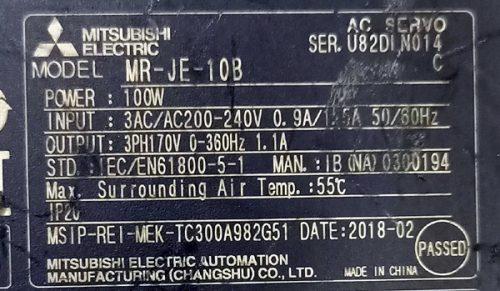 MITSUBISHI
ELECTRIC
AC SERVO
SER. U82D1N014
C
MODEL MR-JE-10B
POWER : 100W
INPUT : 3AC/AC200-240V 0.9A/1.5A 50/60Hz
OUTPUT: 3PH170V 0-360Hz 1.1A
STD.: IEC/EN61800-5-1 MAN.: IB(NA)0300194
Max. Surrounding Air Temp.:55℃
IP20
MSIP-REI-MEK-TC300A982G51 DATE:2018-02
PASSED
MITSUBISHI ELECTRIC AUTOMATION
MANUFACTURING (CHANGSHU) CO., LTD. MADE IN CHINA